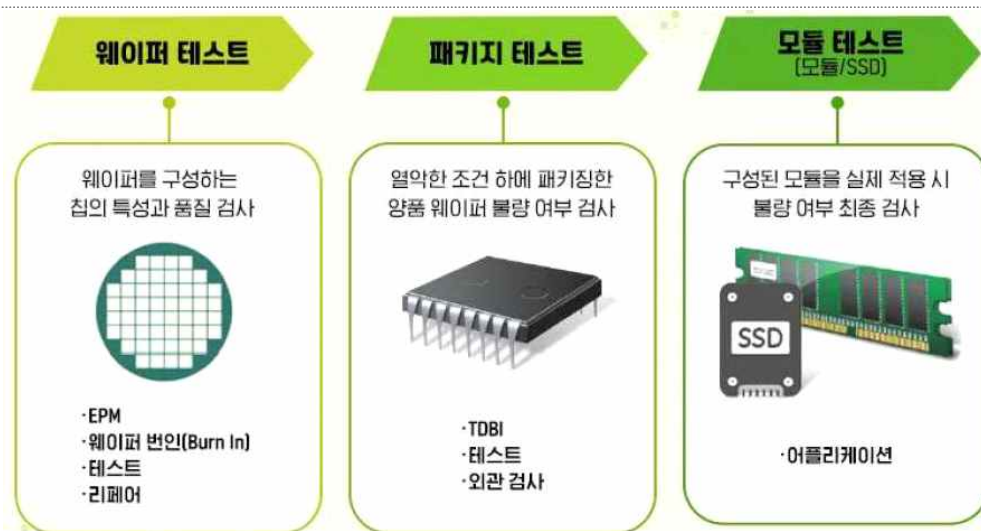 웨이퍼 테스트
웨이퍼를 구성하는
칩의 특성과 품질 검사
·EPM
·웨이퍼 번인(Burn In)
·테스트
·리페어
패키지 테스트
열악한 조건 하에 패키징한
양품 웨이퍼 불량 여부 검사
·TDBI
·테스트
·외관 검사
모듈 테스트
(모듈/SSD)
구성된 모듈을 실제 적용 시
불량 여부 최종 검사
SSD
·어플리케이션